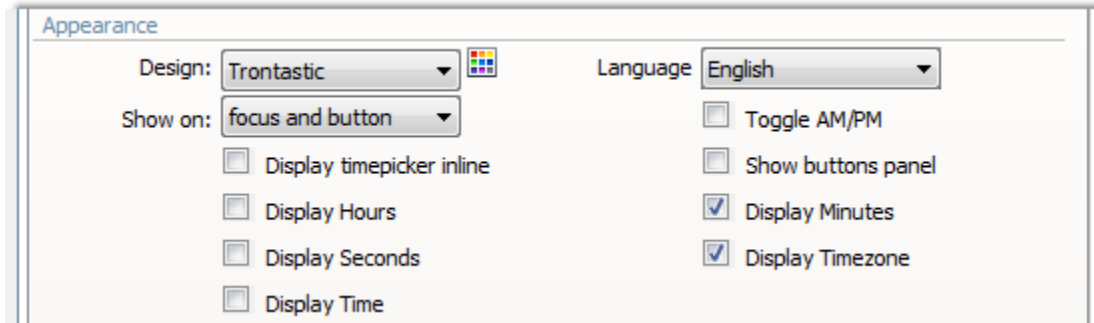 Appearance
Design: Trontastic Language English
Show on: focus and button Toggle AM/PM
Display timepicker inline Show buttons panel
Display Hours Display Minutes
Display Seconds Display Timezone
Display Time